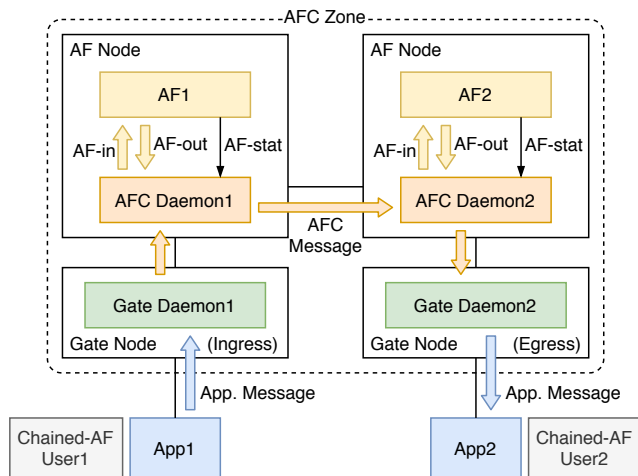 AFC Zone
AF Node
AF1
AF-in
AF-out
AF-stat
AFC Daemon1
AF Node
AF2
AF-in
AF-out
AF-stat
AFC Daemon2
AFC
Message
Gate Daemon1
Gate Node
(Ingress)
Gate Daemon2
Gate Node
(Egress)
App. Message
App. Message
Chained-AF
User1
App1
App2
Chained-AF
User2